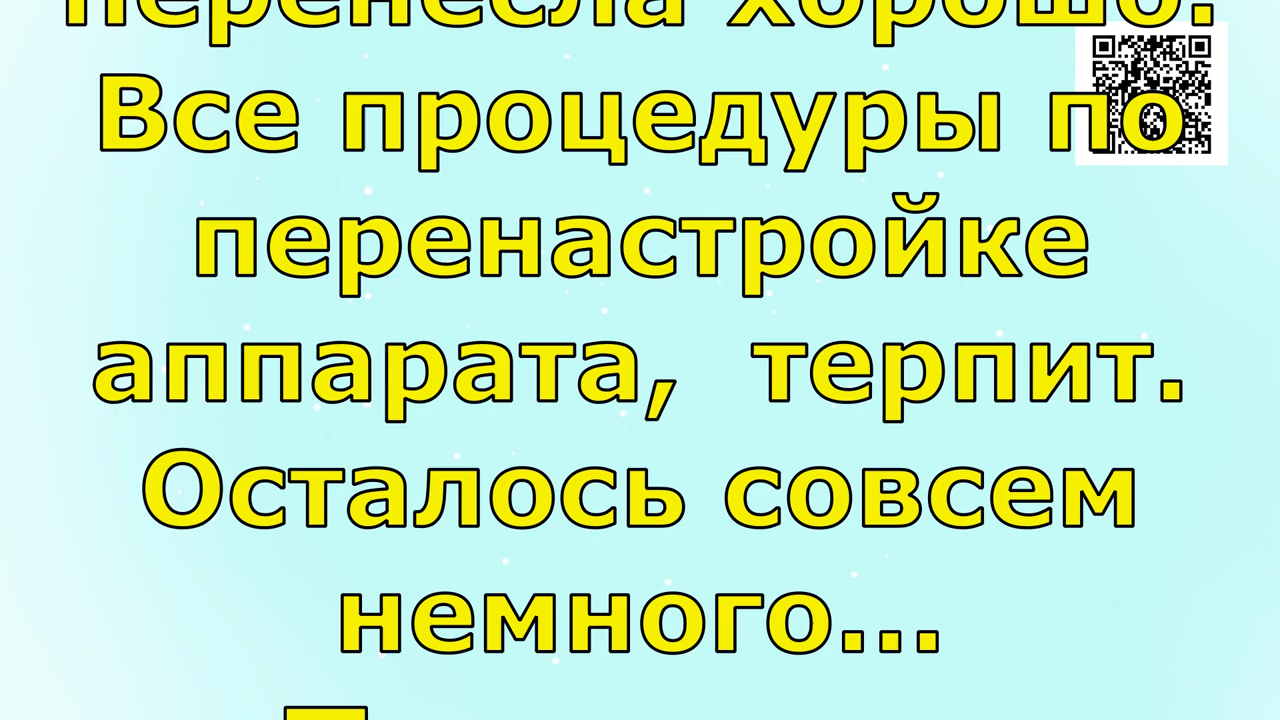 перенесла хорошо.
Все процедуры по
перенастройке
аппарата,  терпит.
Осталось совсем
немного...